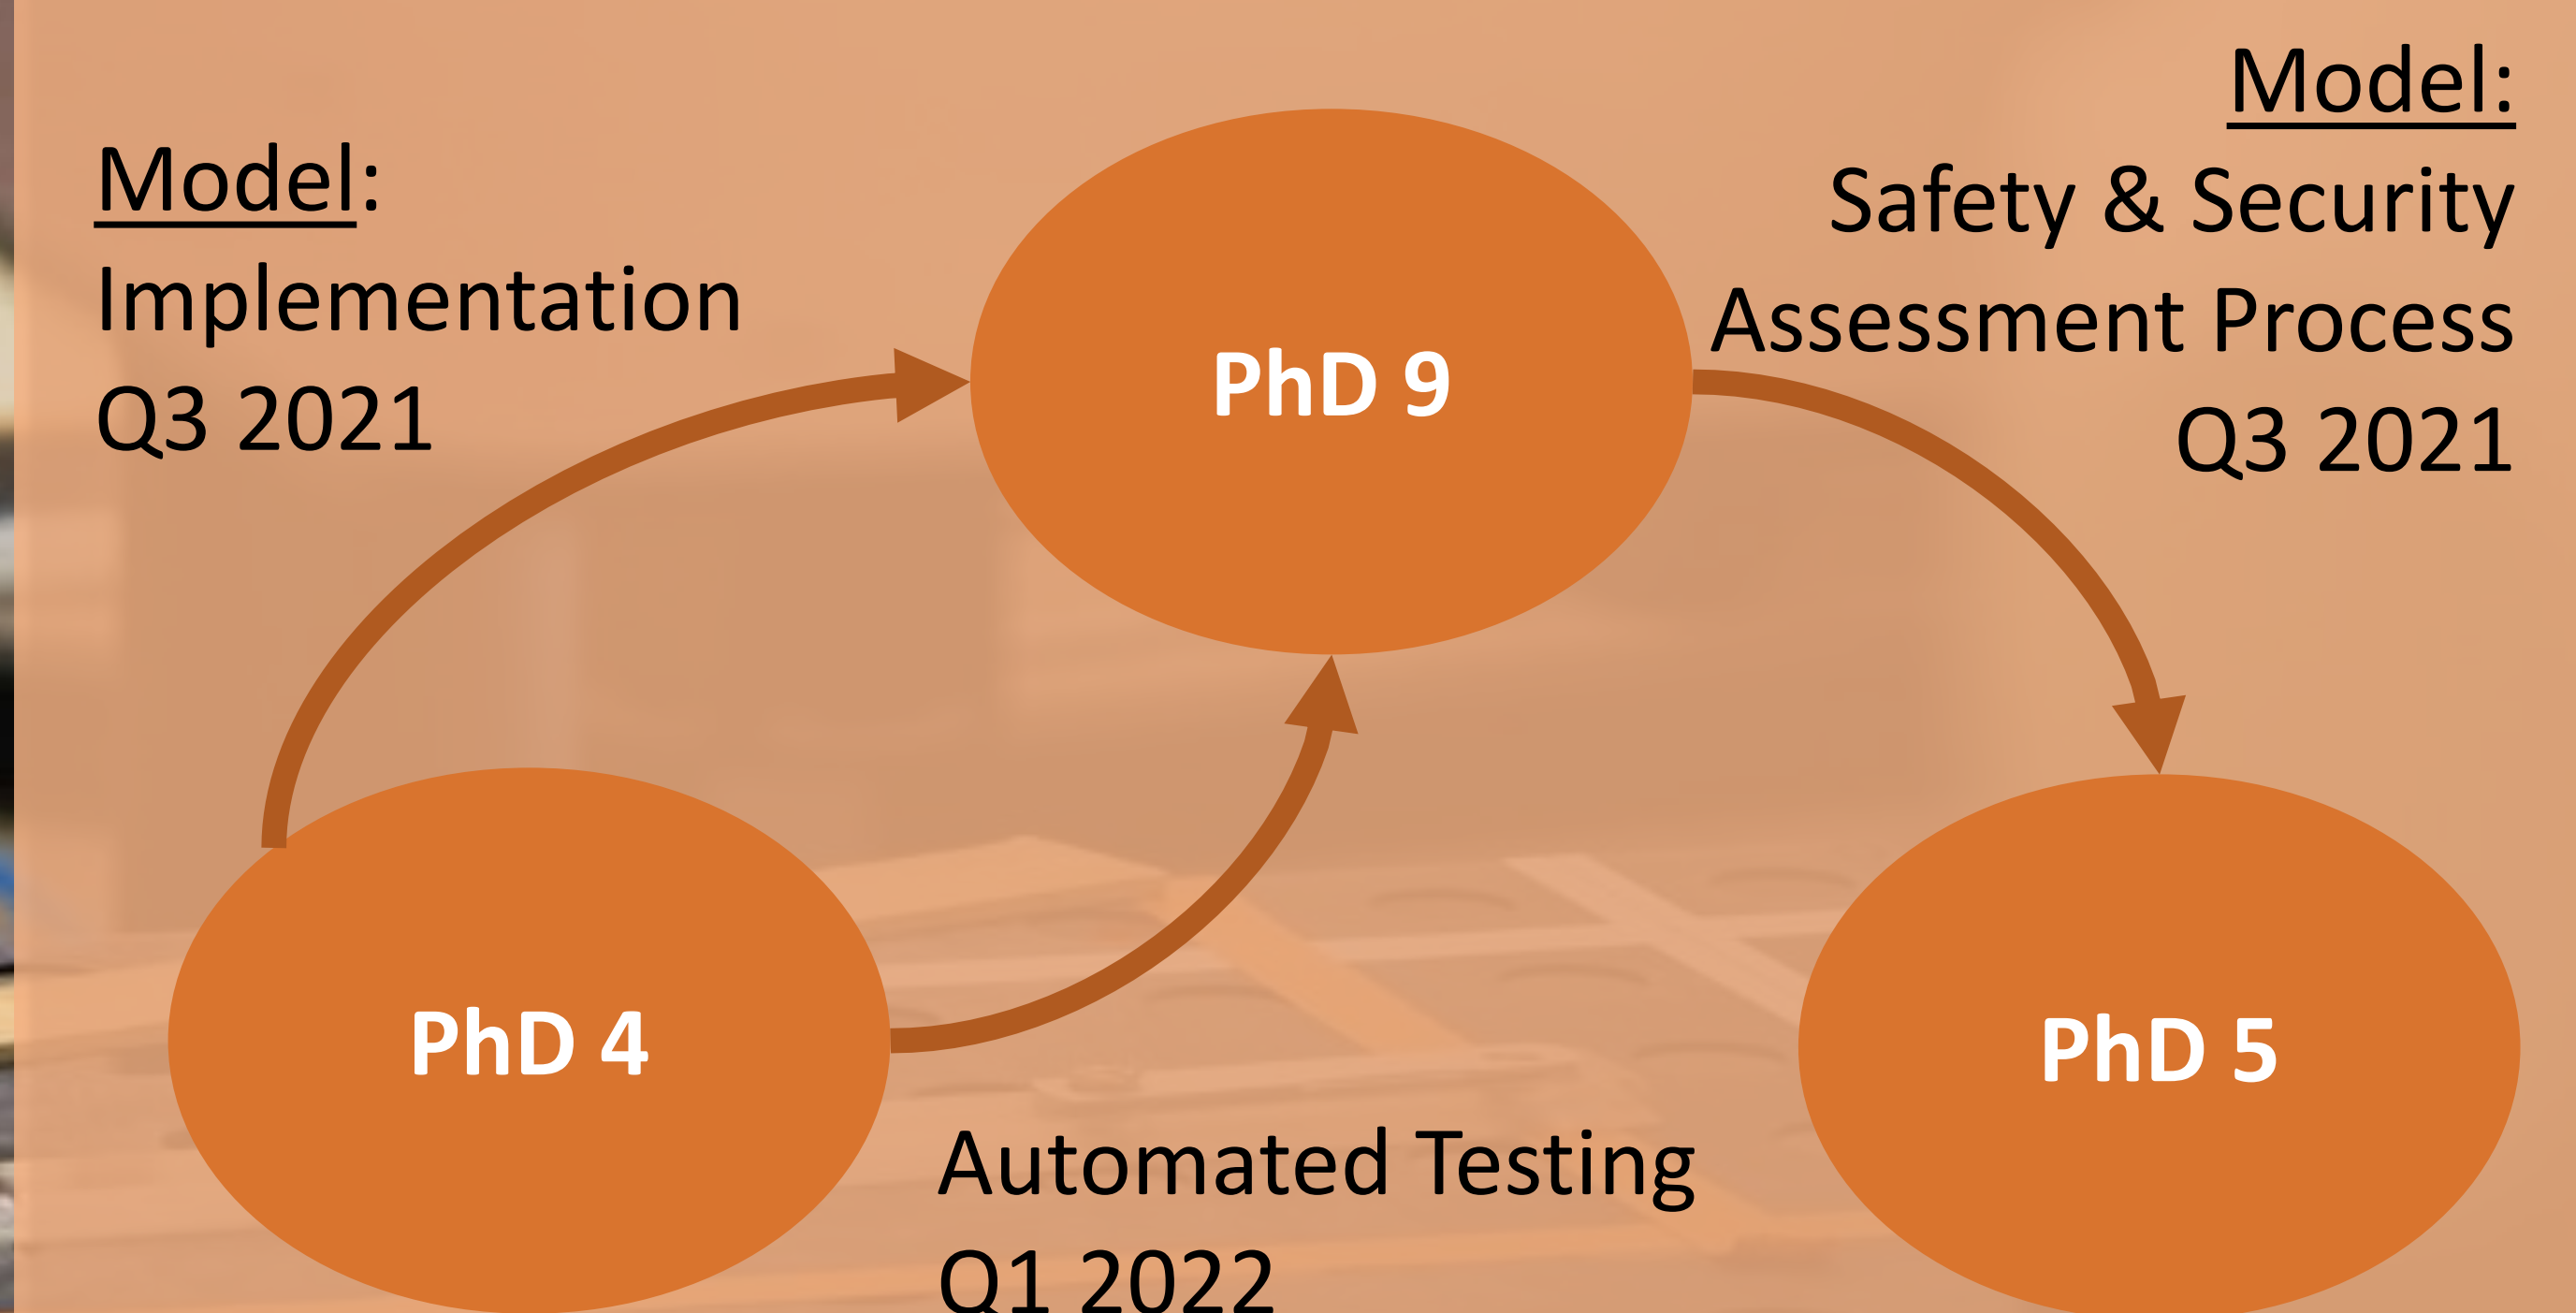 Model:
Implementation
Q3 2021
Model:
Safety & Security
Assessment Process
Q3 2021
PhD 9
PhD 4
PhD 5
Automated Testing
Q1 2022